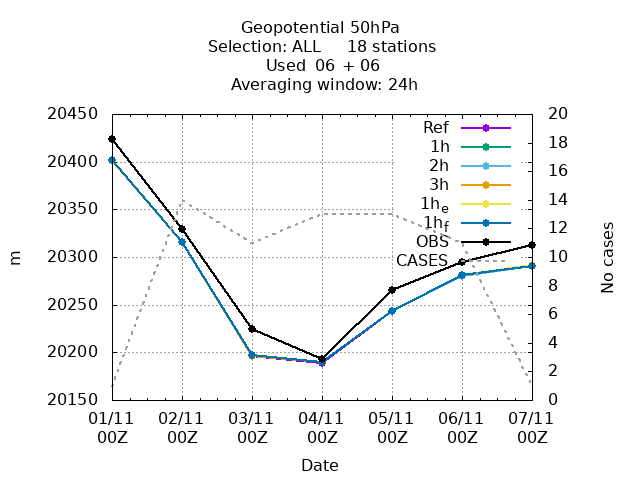 Geopotential 50hPa
Selection: ALL     18 stations
Used  06 + 06
Averaging window: 24h
20450
20400
20350
20300
20250
20200
20150
m
20
18
16
14
12
10
8
6
4
2
0
No cases
Ref
1h
2h
3h
1he
1hf
OBS
CASES
01/11 02/11 03/11 04/11 05/11 06/11 07/11
00Z 00Z 00Z 00Z 00Z 00Z 00Z
Date